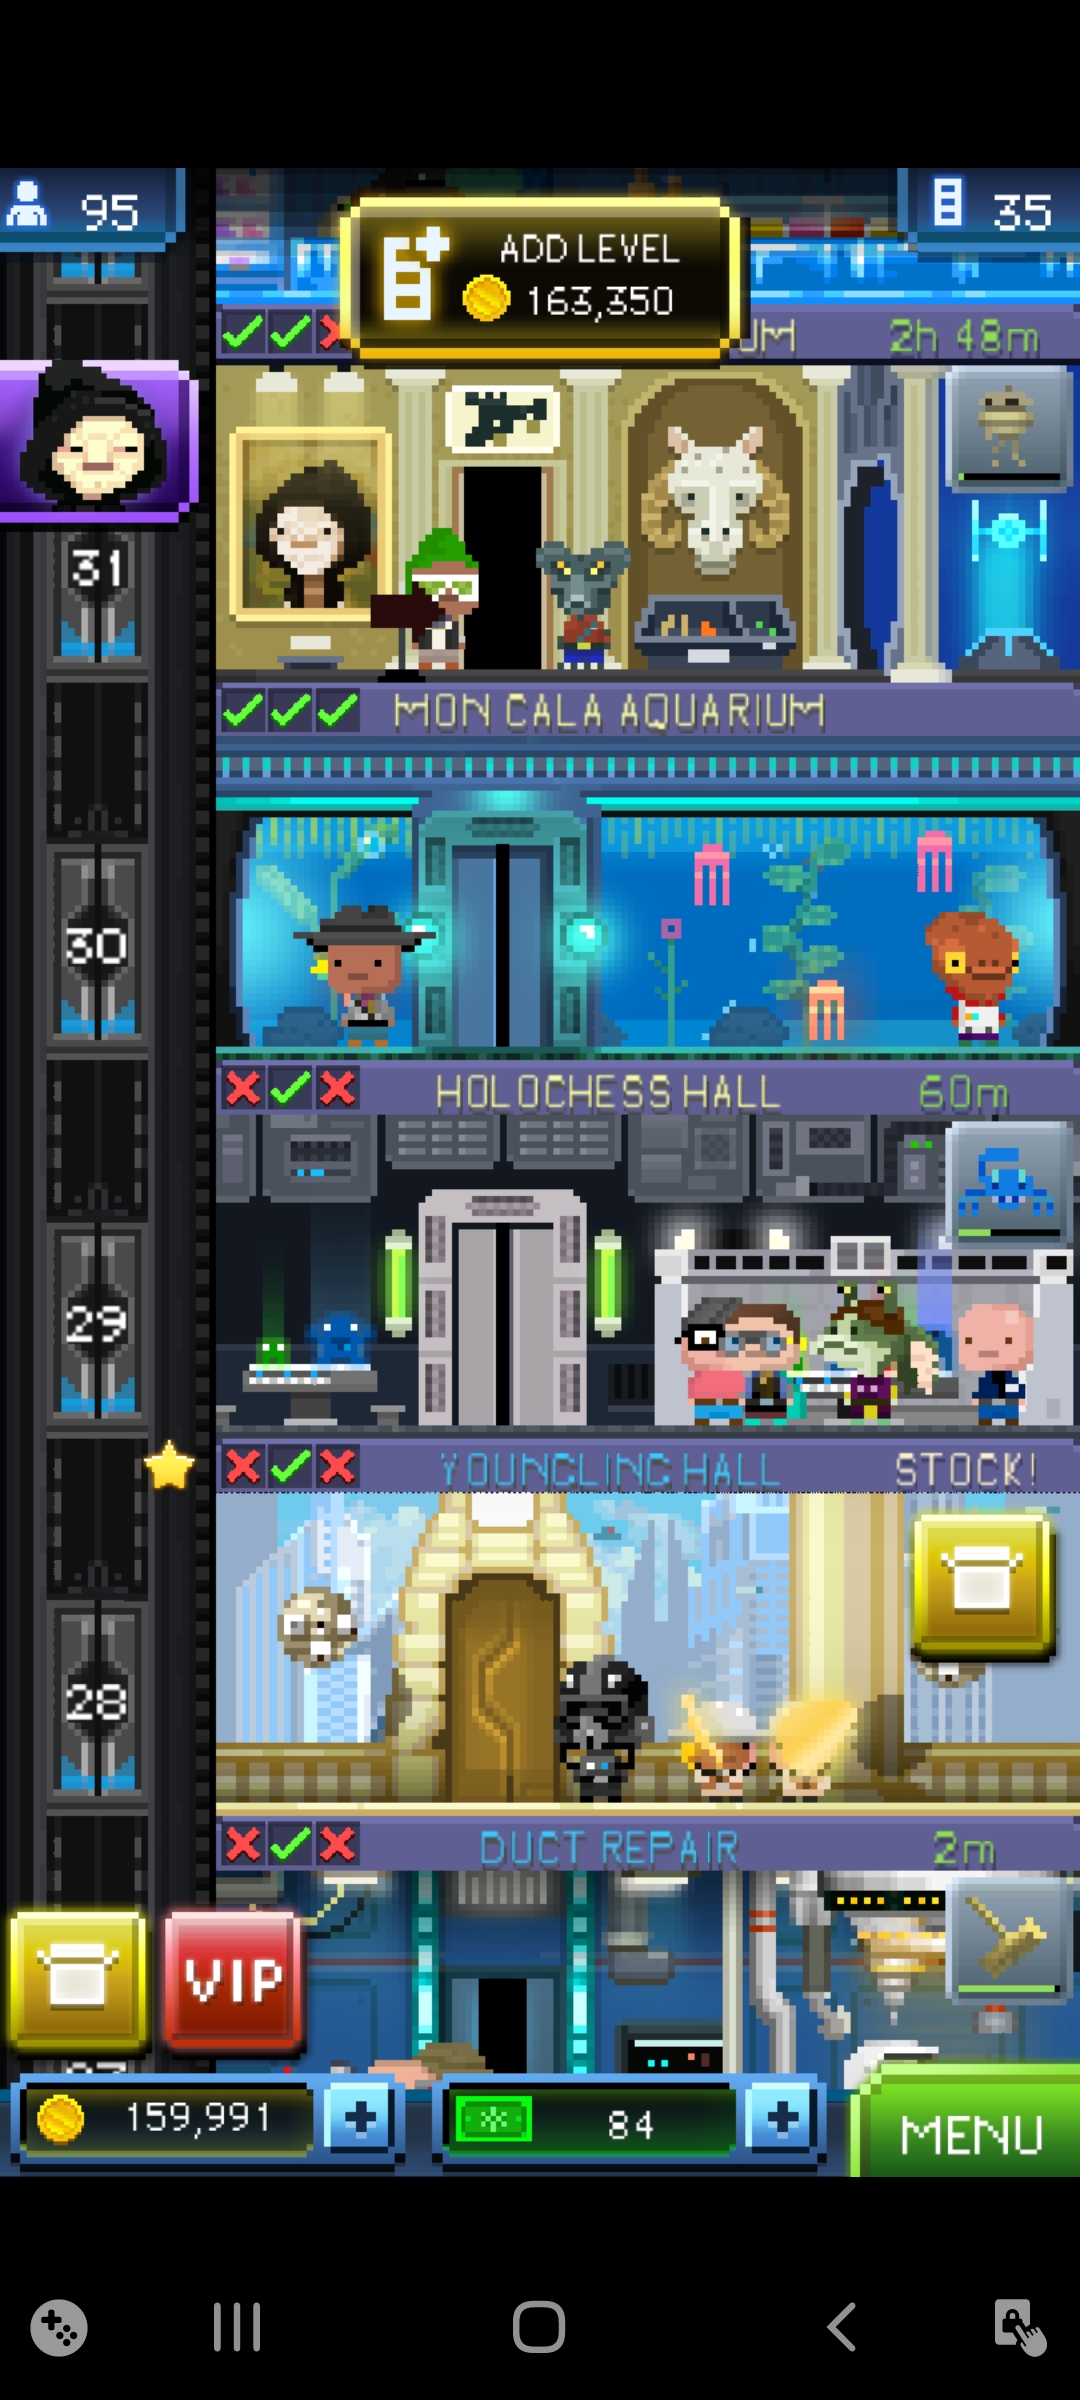 95
35
ADD LEVEL
163,350
UM 2h 48m
31
MON CALA AQUARIUM
30
HOLOCHESS HALL 60m
29
YOUNGLING HALL STOCK!
28
DUCT REPAIR 2m
VIP
159,991
84
MENU